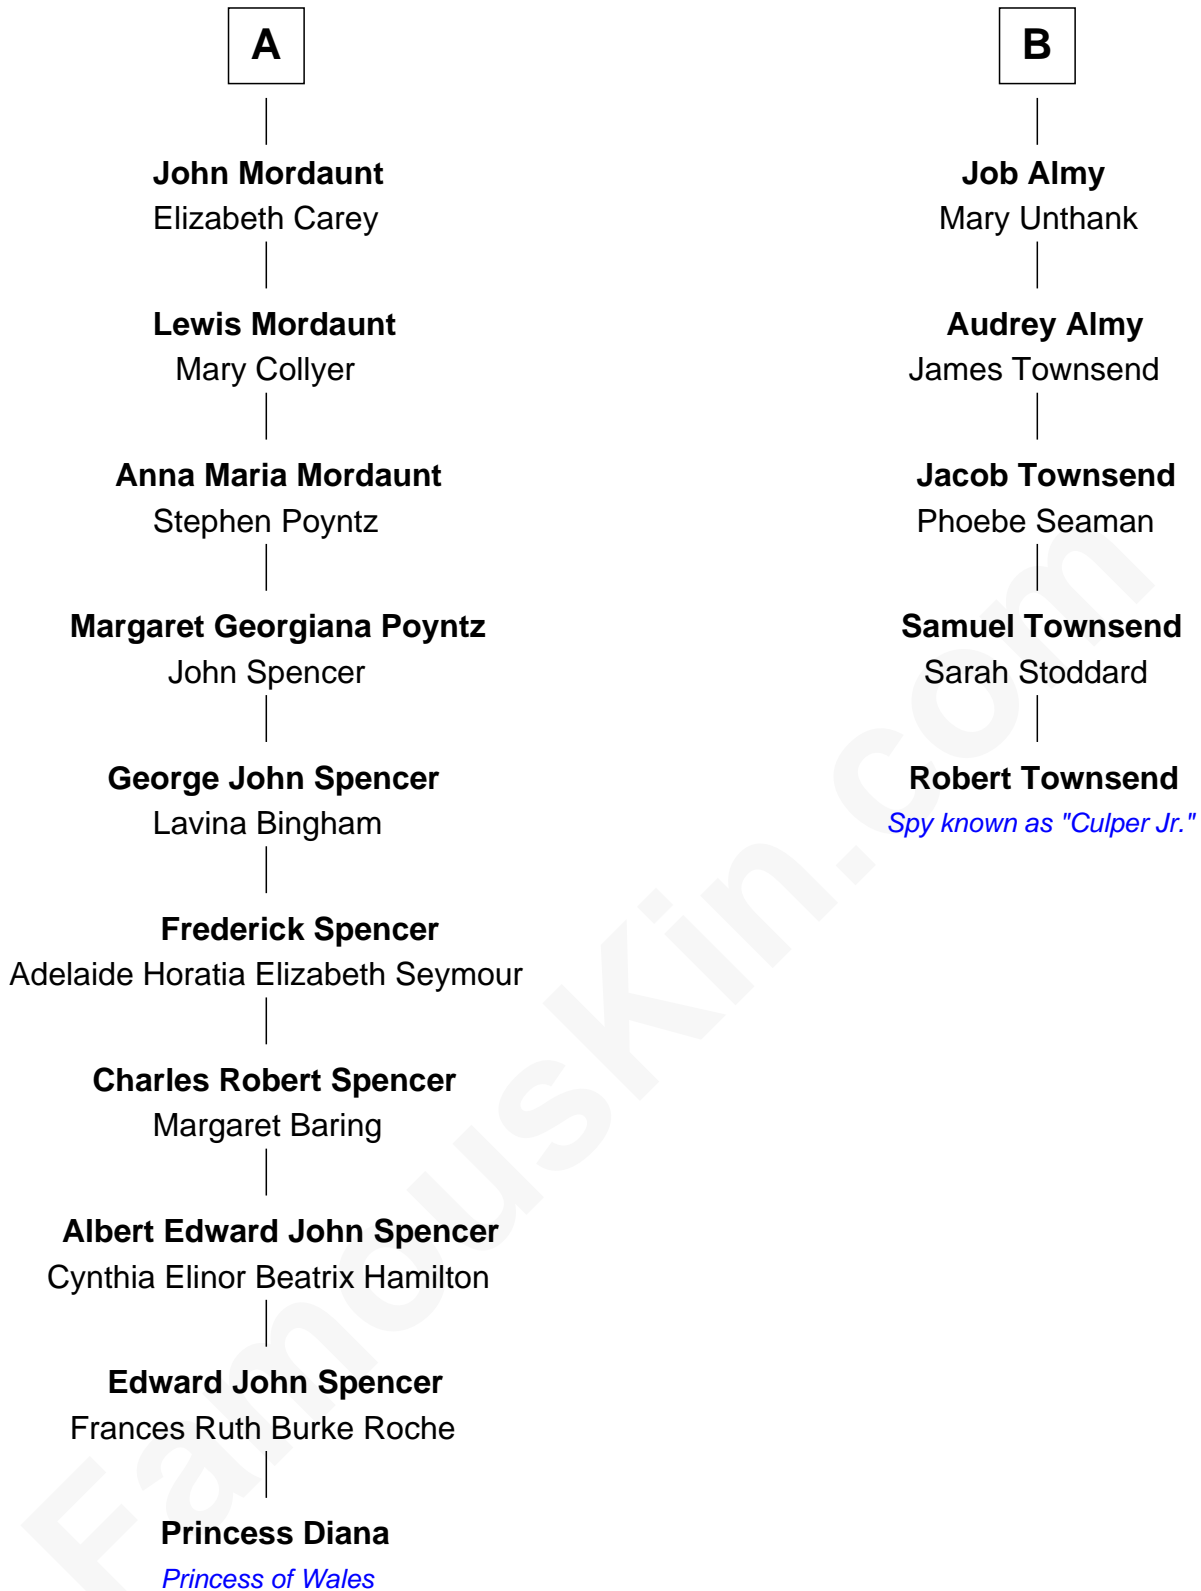 A
John Mordaunt
Elizabeth Carey
Lewis Mordaunt
Mary Collyer
Anna Maria Mordaunt
Stephen Poyntz
Margaret Georgiana Poyntz
John Spencer
George John Spencer
Lavina Bingham
Frederick Spencer
Adelaide Horatia Elizabeth Seymour
Charles Robert Spencer
Margaret Baring
Albert Edward John Spencer
Cynthia Elinor Beatrix Hamilton
Edward John Spencer
Frances Ruth Burke Roche
Princess Diana
Princess of Wales
B
Job Almy
Mary Unthank
Audrey Almy
James Townsend
Jacob Townsend
Phoebe Seaman
Samuel Townsend
Sarah Stoddard
Robert Townsend
Spy known as "Culper Jr."
FamousKin.com